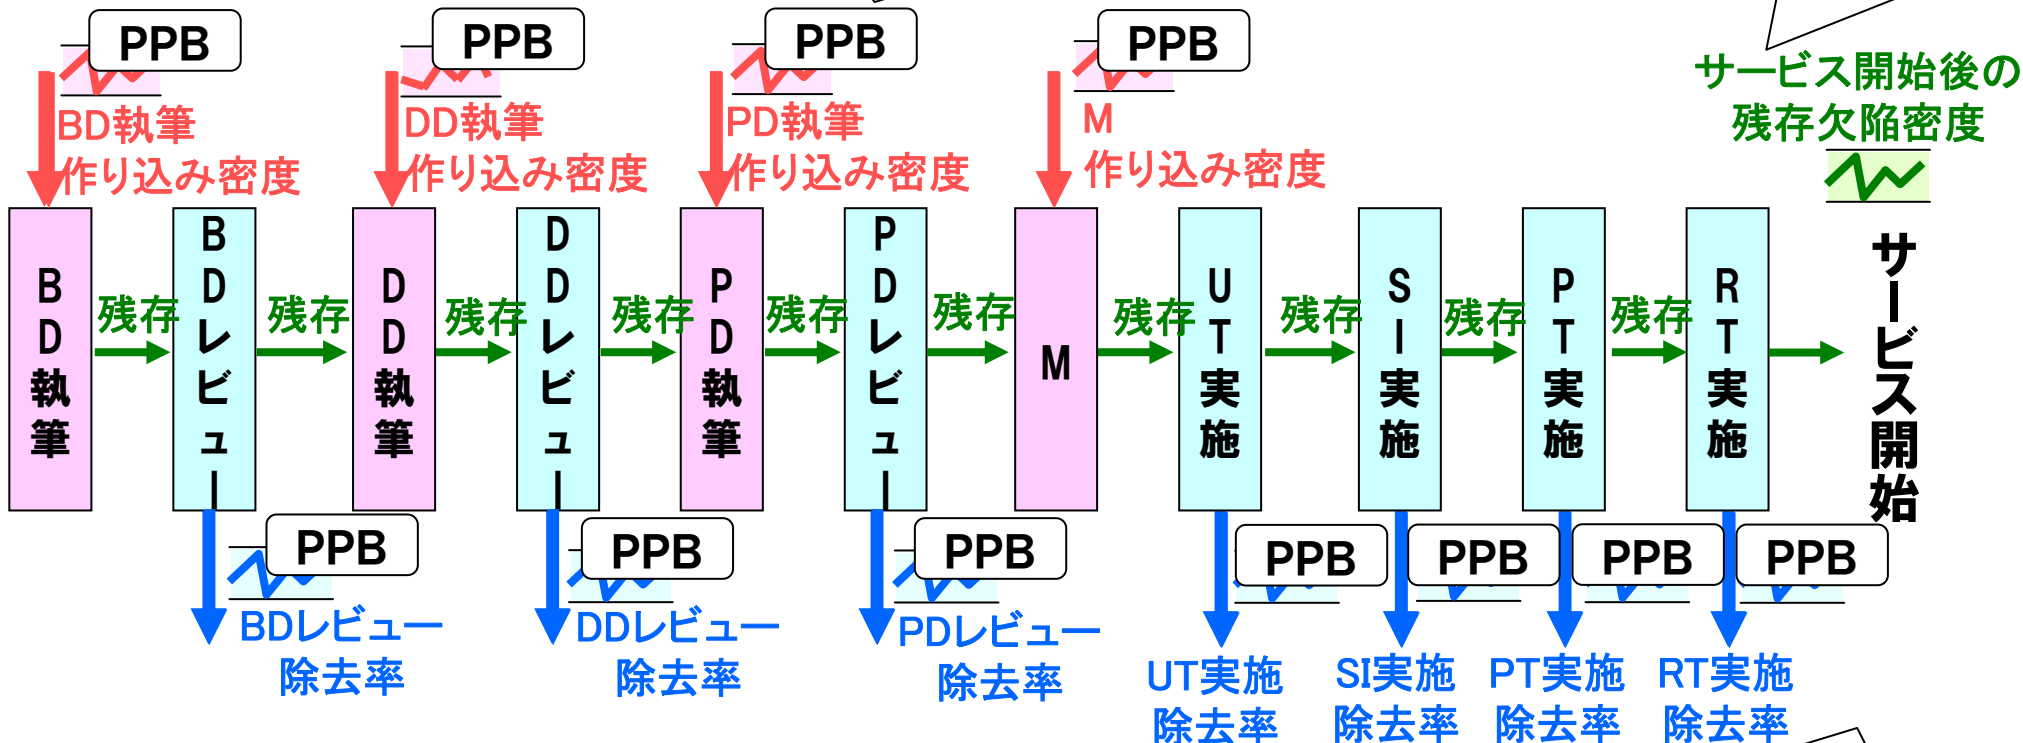 PPB
PPB
PPB
PPB
BD執筆
作り込み密度
DD執筆
作り込み密度
PD執筆
作り込み密度
M
作り込み密度
サービス開始後の
残存欠陥密度
BD執筆
残存
BDレビュー
残存
DD執筆
残存
DDレビュー
残存
PD執筆
残存
PDレビュー
残存
M
残存
UT実施
残存
SI実施
残存
PT実施
残存
RT実施
サービス開始
PPB
PPB
PPB
PPB
PPB
PPB
PPB
BDレビュー
除去率
DDレビュー
除去率
PDレビュー
除去率
UT実施
除去率
SI実施
除去率
PT実施
除去率
RT実施
除去率